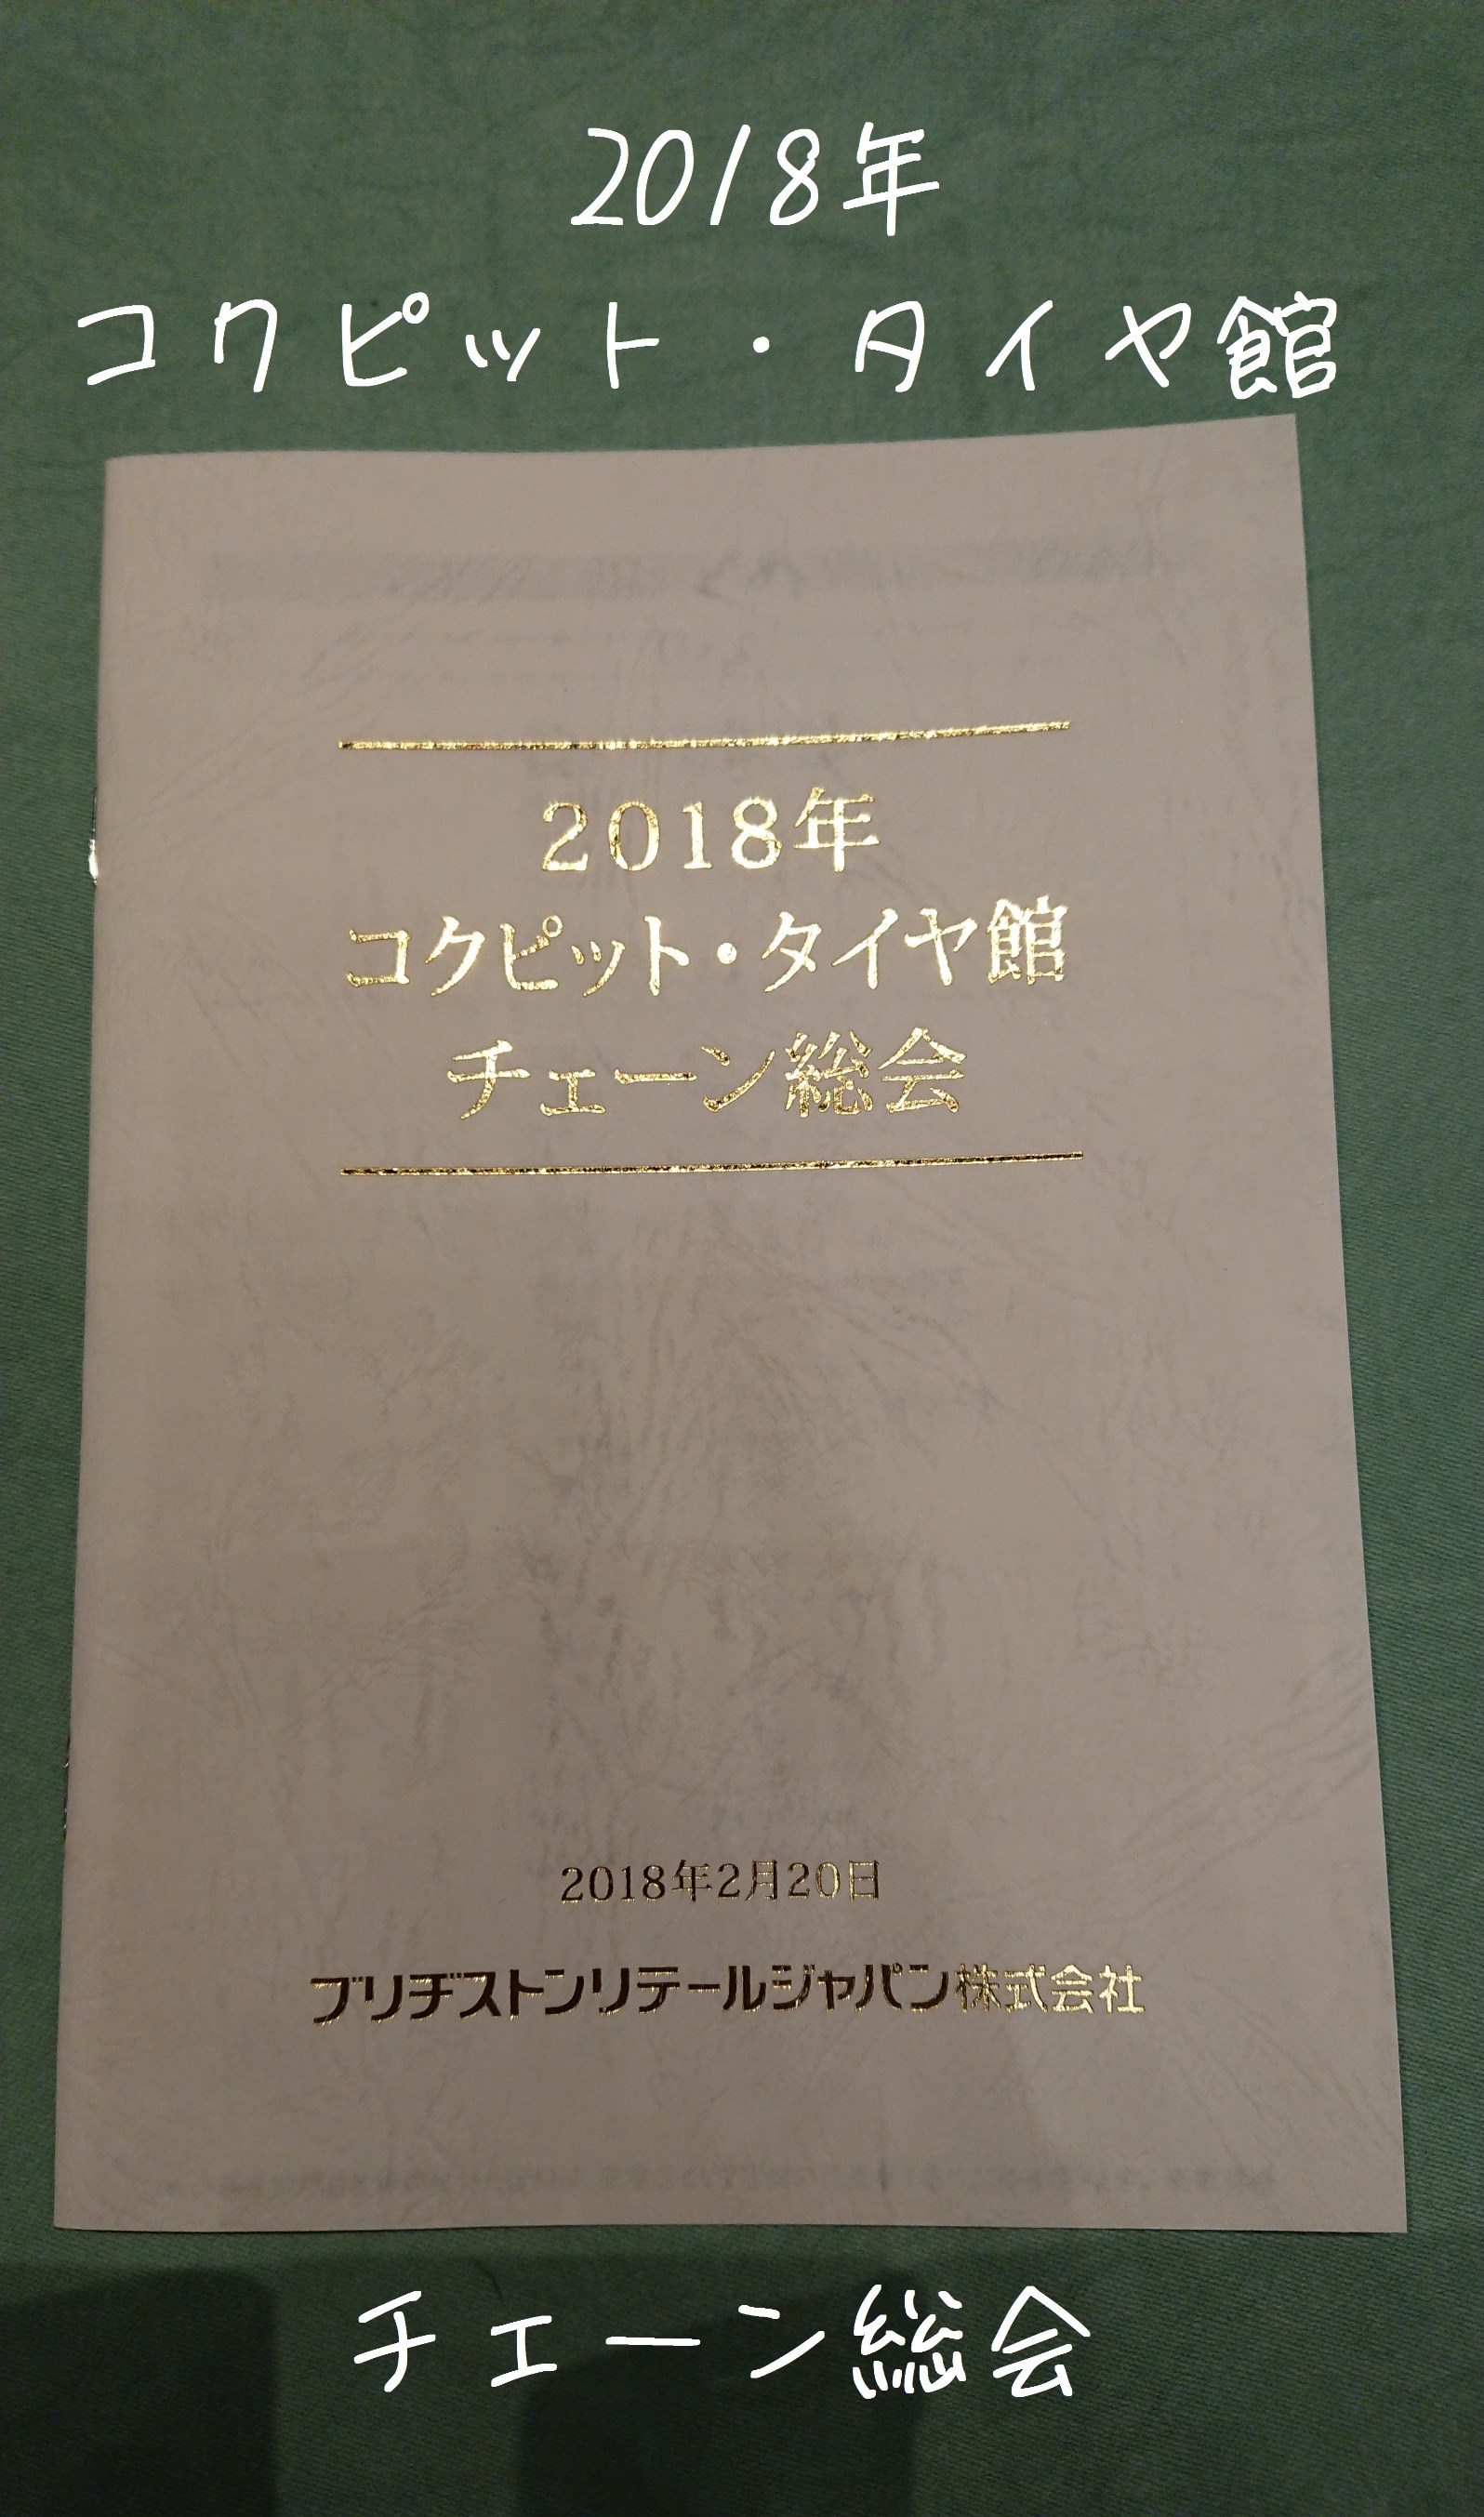 2018年
コクピット・タイヤ館
2018年
コクピット・タイヤ館
チェーン総会
2018年2月20日
ブリヂストンリテールジャパン株式会社
チェーン総会